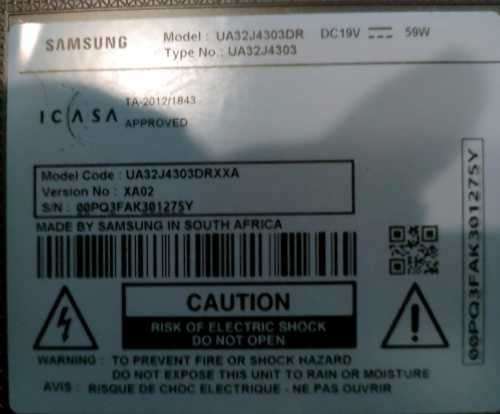 SAMSUNG Model : UA32J4303DR DC19V 59W
Type No. : UA32J4303
ICASA TA-2012/1843
APPROVED
Model Code : UA32J4303DRXXA
Version No : XA02
S/N : 00PQ3FAK301275Y
MADE BY SAMSUNG IN SOUTH AFRICA
00PQ3FAK301275Y
CAUTION
RISK OF ELECTRIC SHOCK
DO NOT OPEN
WARNING : TO PREVENT FIRE OR SHOCK HAZARD
DO NOT EXPOSE THIS UNIT TO RAIN OR MOISTURE
AVIS : RISQUE DE CHOC ELECTRIQUE - NE PAS OUVRIR